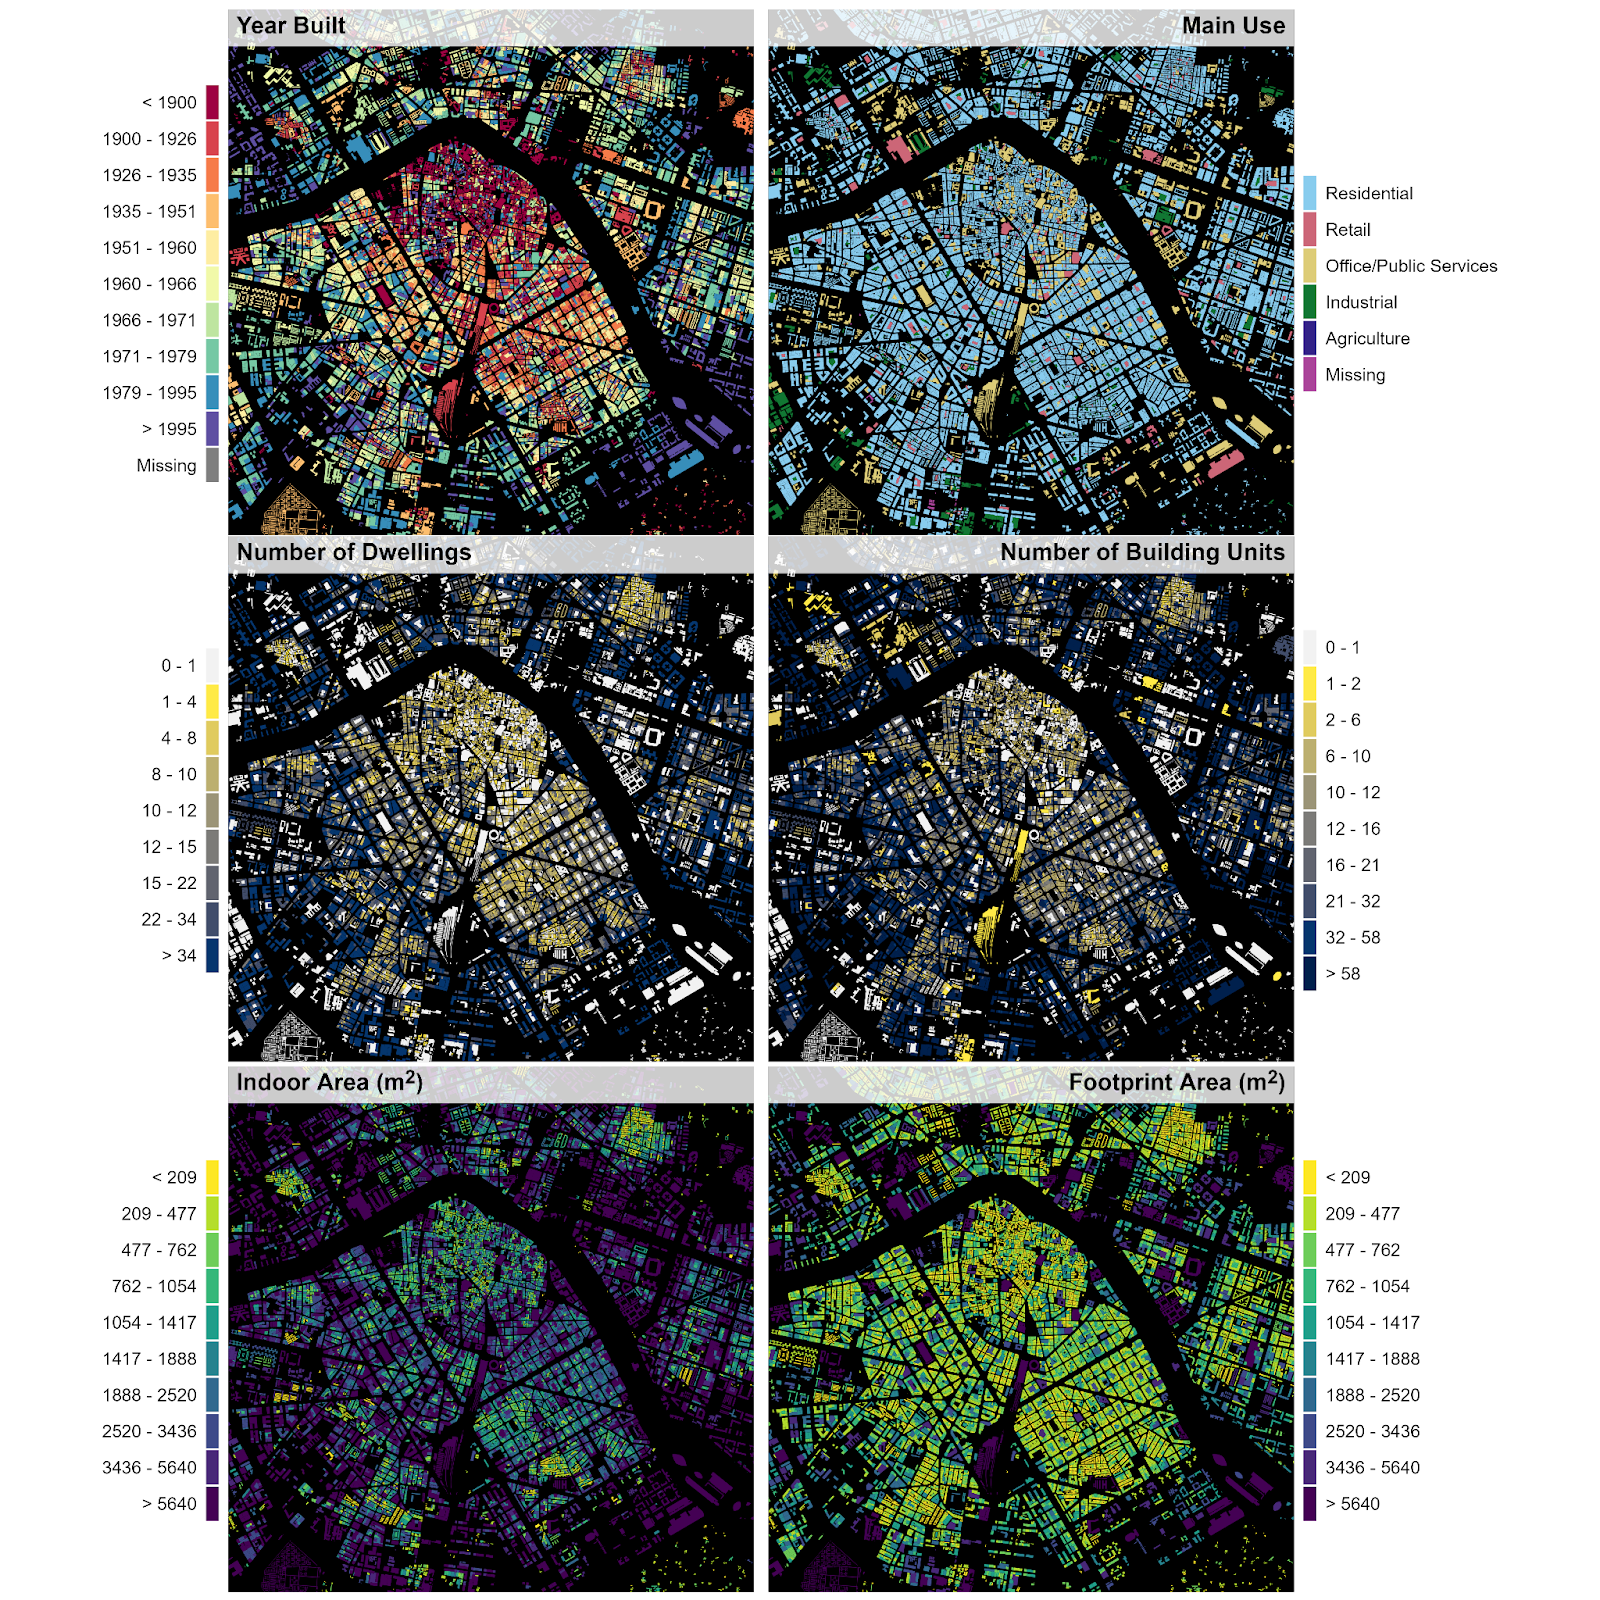 Year Built
Main Use
< 1900
1900 - 1926
1926 - 1935
1935 - 1951
1951 - 1960
1960 - 1966
1966 - 1971
1971 - 1979
1979 - 1995
> 1995
Missing
Residential
Retail
Office/Public Services
Industrial
Agriculture
Missing
Number of Dwellings
Number of Building Units
0 - 1
1 - 4
4 - 8
8 - 10
10 - 12
12 - 15
15 - 22
22 - 34
> 34
0 - 1
1 - 2
2 - 6
6 - 10
10 - 12
12 - 16
16 - 21
21 - 32
32 - 58
> 58
Indoor Area (m²)
Footprint Area (m²)
< 209
209 - 477
477 - 762
762 - 1054
1054 - 1417
1417 - 1888
1888 - 2520
2520 - 3436
3436 - 5640
> 5640
< 209
209 - 477
477 - 762
762 - 1054
1054 - 1417
1417 - 1888
1888 - 2520
2520 - 3436
3436 - 5640
> 5640